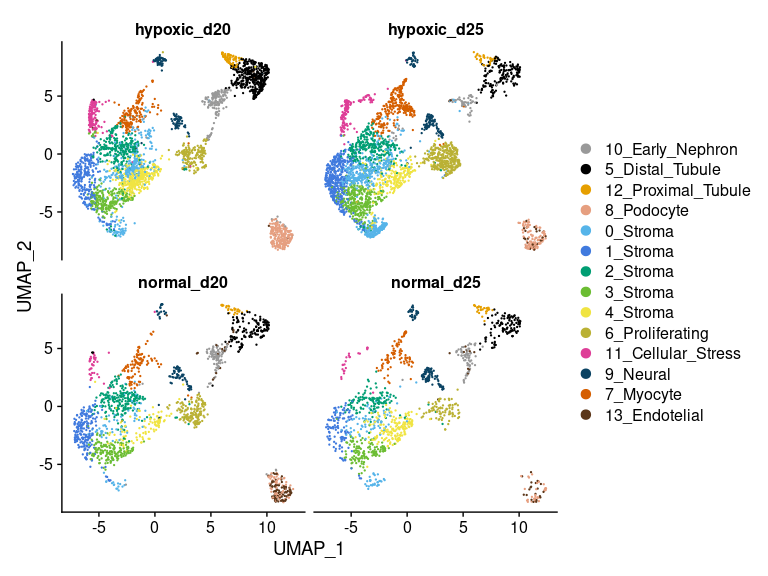 hypoxic_d20
hypoxic_d25
5
0
-5
normal_d20
normal_d25
5
0
-5
-5
0
5
10
-5
0
5
10
UMAP_1
UMAP_2
10_Early_Nephron
5_Distal_Tubule
12_Proximal_Tubule
8_Podocyte
0_Stroma
1_Stroma
2_Stroma
3_Stroma
4_Stroma
6_Proliferating
11_Cellular_Stress
9_Neural
7_Myocyte
13_Endotelial